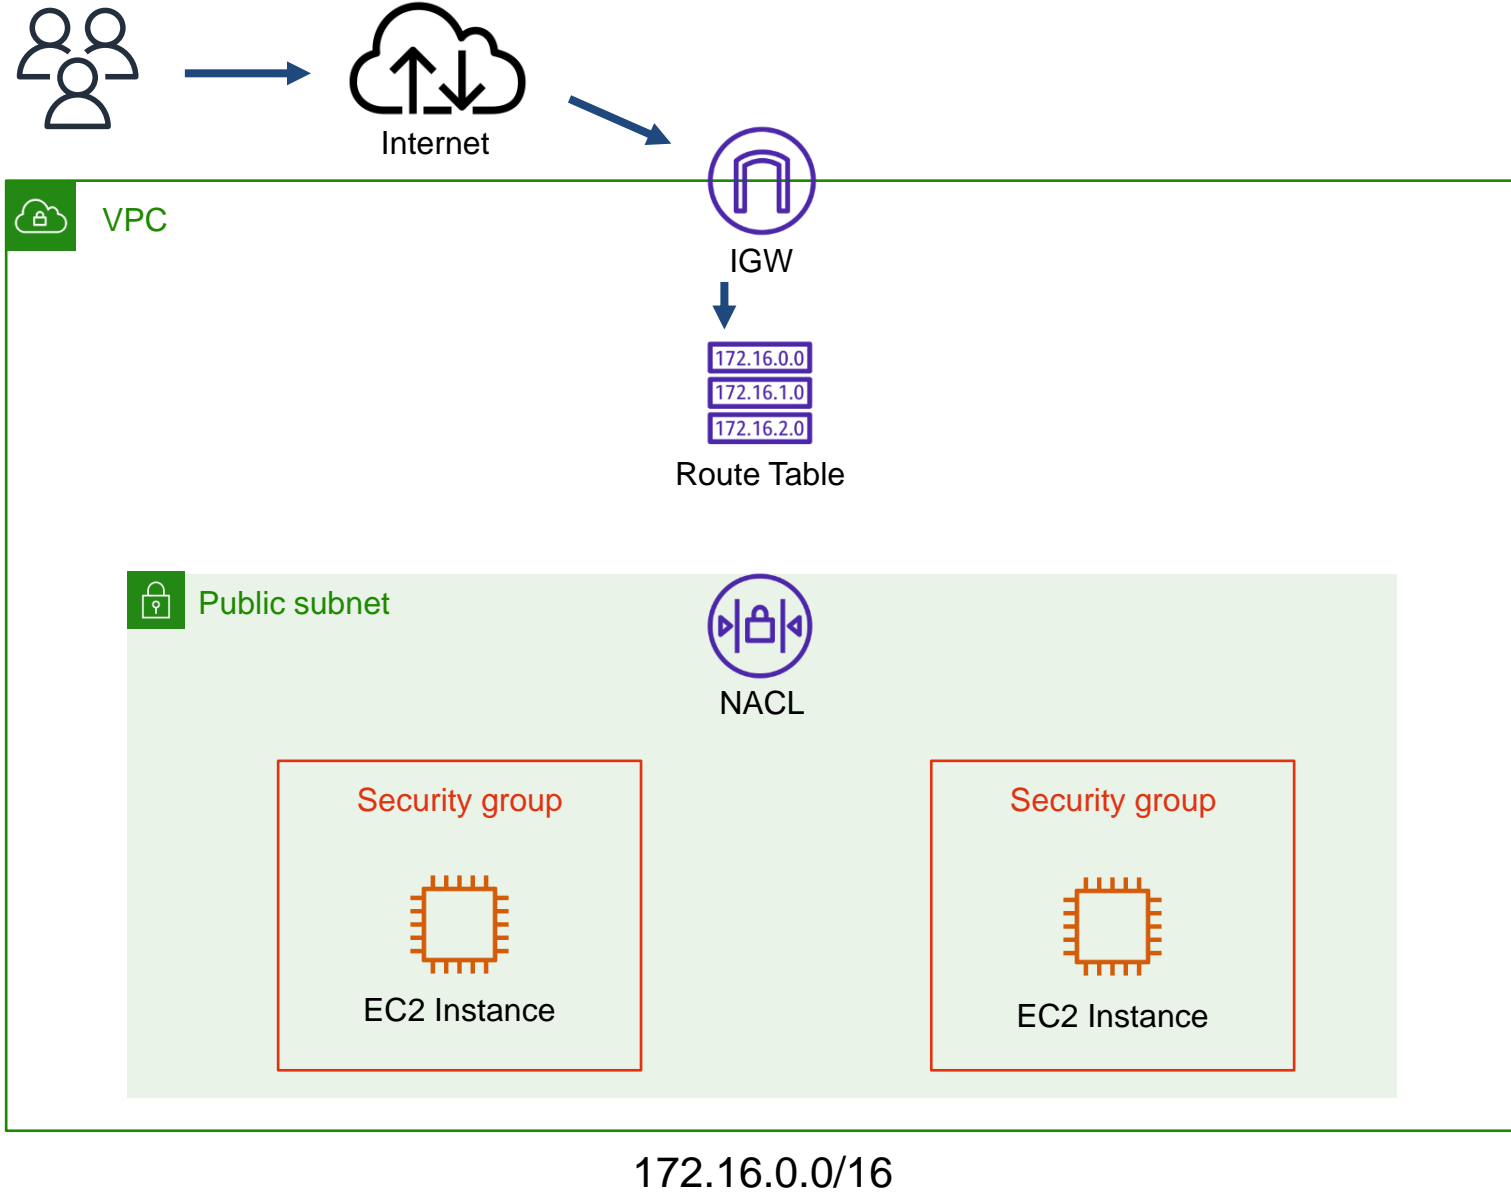 Internet
VPC
IGW
172.16.0.0
172.16.1.0
172.16.2.0
Route Table
Public subnet
NACL
Security group
Security group
EC2 Instance
EC2 Instance
172.16.0.0/16